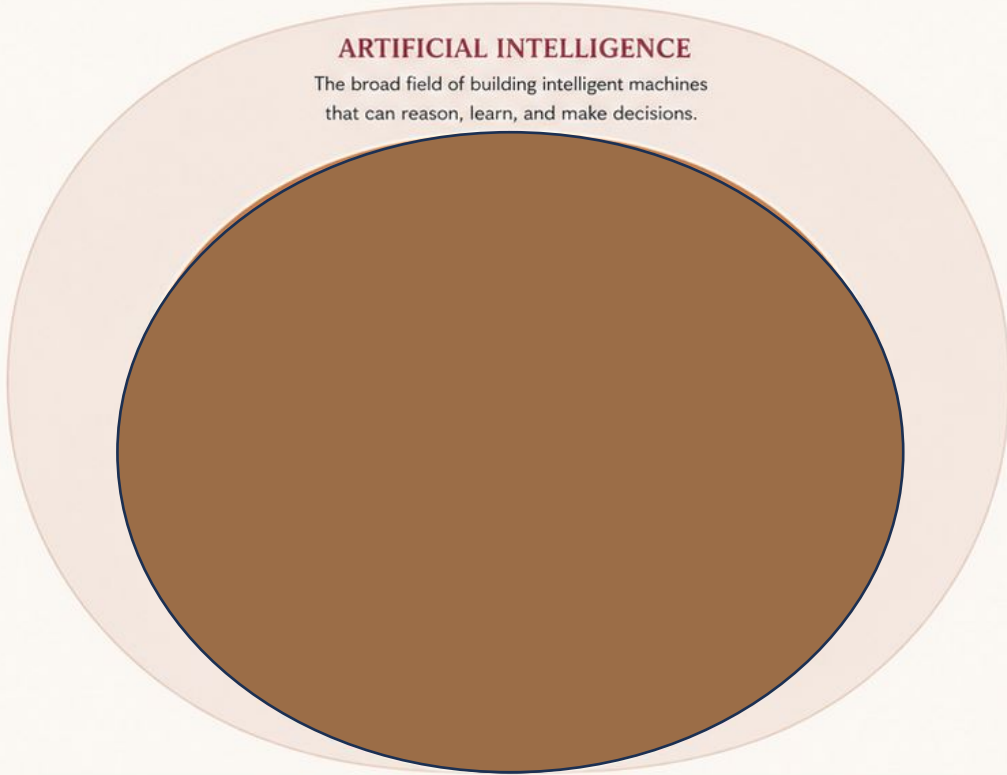 ARTIFICIAL INTELLIGENCE
The broad field of building intelligent machines
that can reason, learn, and make decisions.